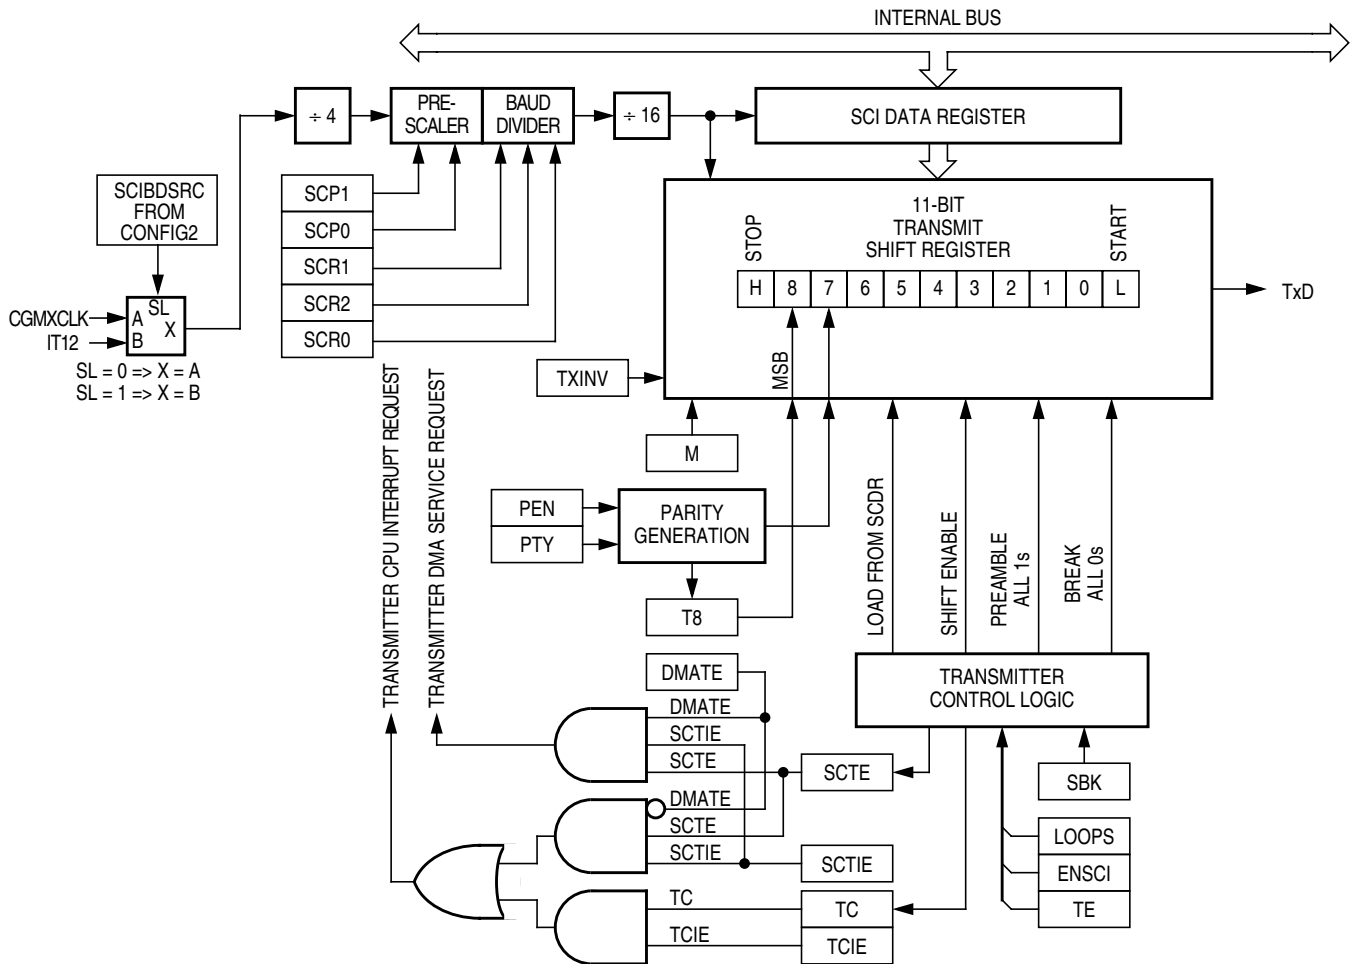 INTERNAL BUS
÷ 4
PRE-
SCALER
BAUD
DIVIDER
÷ 16
SCI DATA REGISTER
SCIBDSRC
FROM
CONFIG2
SCP1
SCP0
SCR1
SCR2
SCR0
11-BIT
TRANSMIT
SHIFT REGISTER
STOP
START
H 8 7 6 5 4 3 2 1 0 L
TxD
CGMXCLK
IT12
SL
A
B
X
SL = 0 => X = A
SL = 1 => X = B
TXINV
MSB
M
PEN
PTY
PARITY
GENERATION
T8
TRANSMITTER CPU INTERRUPT REQUEST
TRANSMITTER DMA SERVICE REQUEST
LOAD FROM SCDR
SHIFT ENABLE
PREAMBLE
ALL 1s
BREAK
ALL 0s
TRANSMITTER
CONTROL LOGIC
DMATE
DMATE
SCTIE
SCTE
SCTE
SBK
DMATE
SCTE
SCTIE
SCTIE
LOOPS
ENSCI
TE
TC
TC
TCIE
TCIE